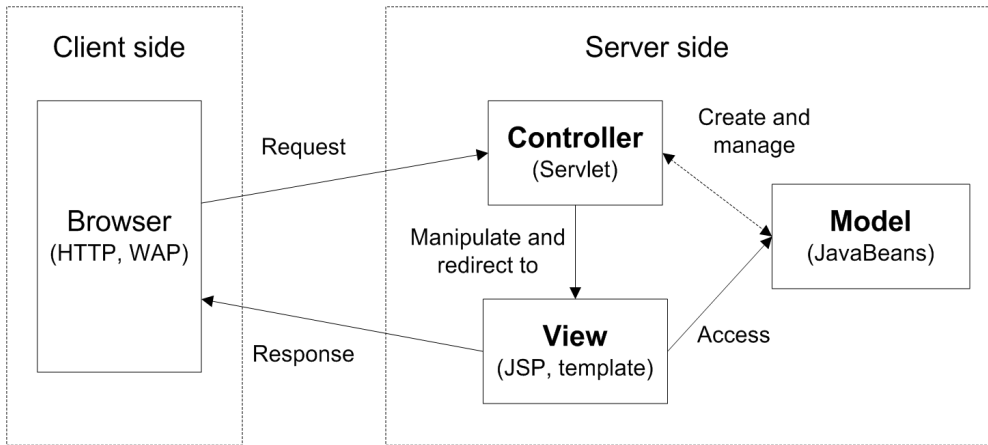 Client side
Server side
Request
Controller
(Servlet)
Create and
manage
Browser
(HTTP, WAP)
Manipulate and
redirect to
Model
(JavaBeans)
Response
View
(JSP, template)
Access